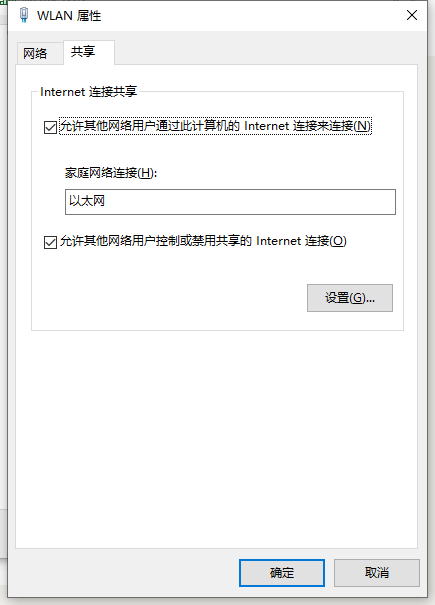 WLAN 属性
网络
共享
Internet 连接共享
允许其他网络用户通过此计算机的 Internet 连接来连接(N)
家庭网络连接(H):
以太网
允许其他网络用户控制或禁用共享的 Internet 连接(O)
设置(G)...
确定
取消